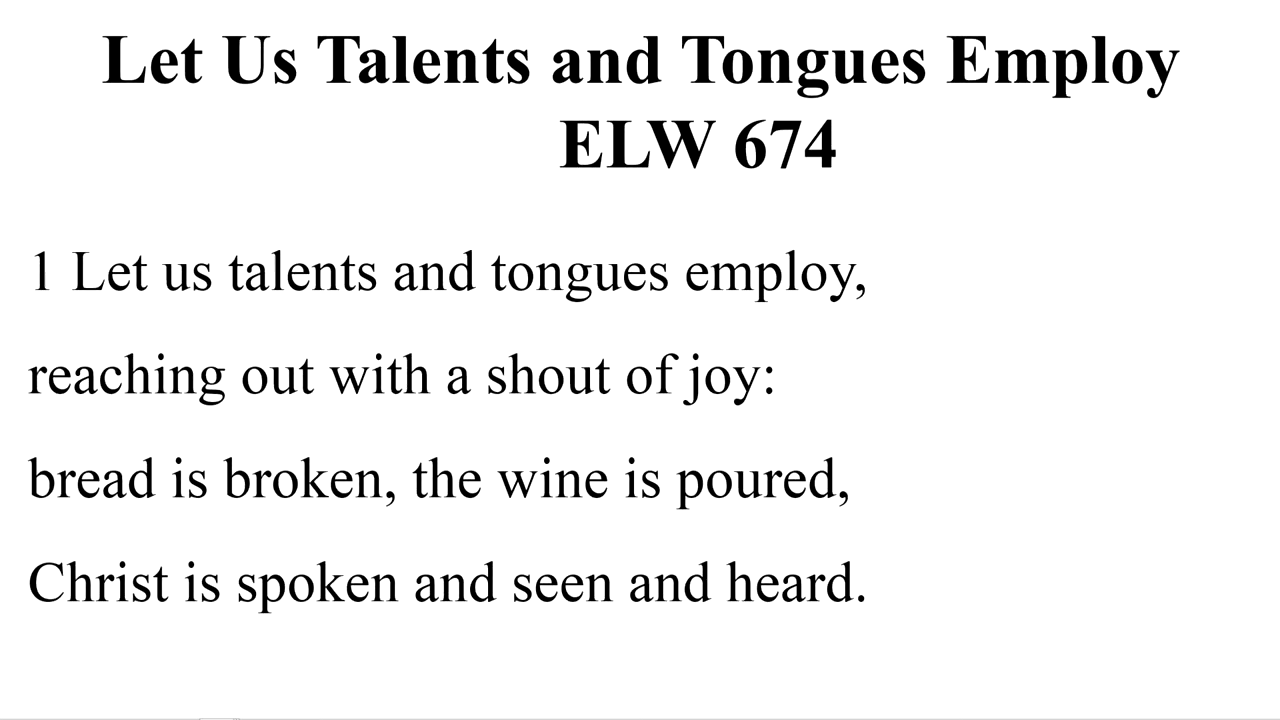 Let Us Talents and Tongues Employ
ELW 674
1 Let us talents and tongues employ,
reaching out with a shout of joy:
bread is broken, the wine is poured,
Christ is spoken and seen and heard.